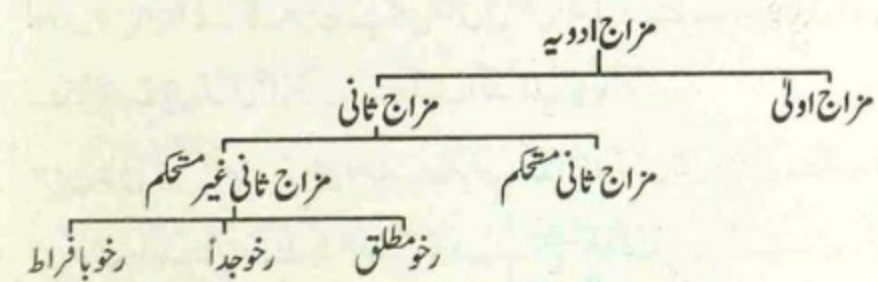 مزاج ادویہ
مزاج اولیٰ مزاج ثانی
مزاج ثانی مستحکم مزاج ثانی غیر مستحکم
رخو مطلق رخو جداً رخو بافراط